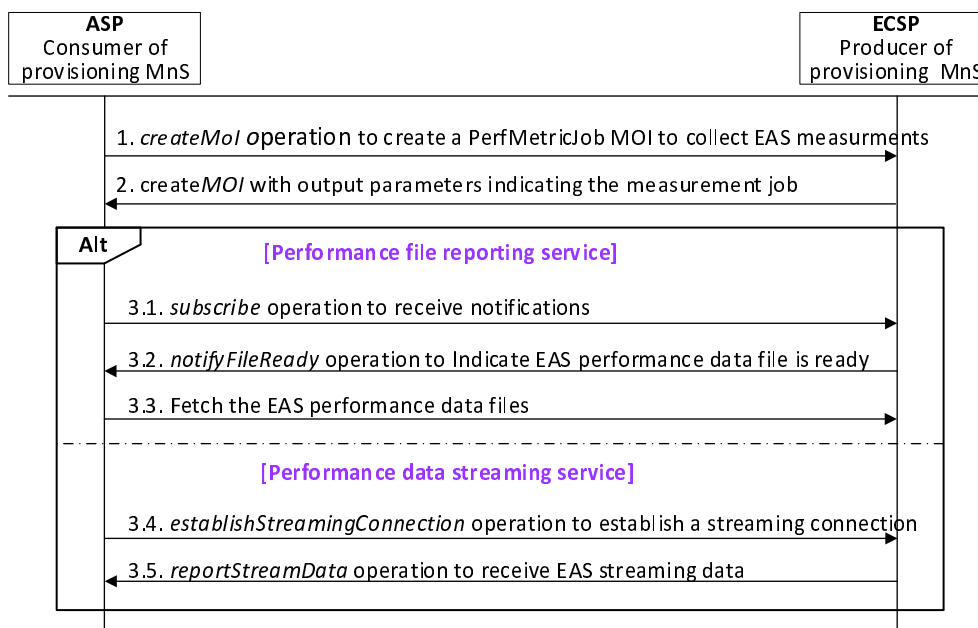 ASP
Consumer of
provisioning MnS
ECSP
Producer of
provisioning MnS
1. createMoI operation to create a PerfMetricJob MOI to collect EAS measurments
2. createMOI with output parameters indicating the measurement job
Alt
[Performance file reporting service]
3.1. subscribe operation to receive notifications
3.2. notifyFileReady operation to Indicate EAS performance data file is ready
3.3. Fetch the EAS performance data files
[Performance data streaming service]
3.4. establishStreamingConnection operation to establish a streaming connection
3.5. reportStreamData operation to receive EAS streaming data